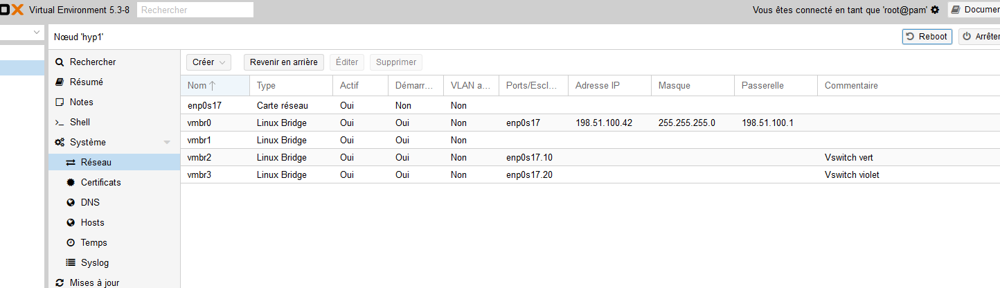 OX Virtual Environment 5.3-8 Rechercher Vous êtes connecté en tant que 'root@pam' Documen
Nœud 'hyp1' Reboot Arrêter
Rechercher
Résumé
Notes
Shell
Système
Réseau
Certificats
DNS
Hosts
Temps
Syslog
Mises à jour
Créer Revenir en arrière Éditer Supprimer
Nom Type Actif Démarr... VLAN a... Ports/Escl... Adresse IP Masque Passerelle Commentaire
enp0s17 Carte réseau Oui Non Non
vmbr0 Linux Bridge Oui Oui Non enp0s17 198.51.100.42 255.255.255.0 198.51.100.1
vmbr1 Linux Bridge Oui Oui Non
vmbr2 Linux Bridge Oui Oui Non enp0s17.10 Vswitch vert
vmbr3 Linux Bridge Oui Oui Non enp0s17.20 Vswitch violet